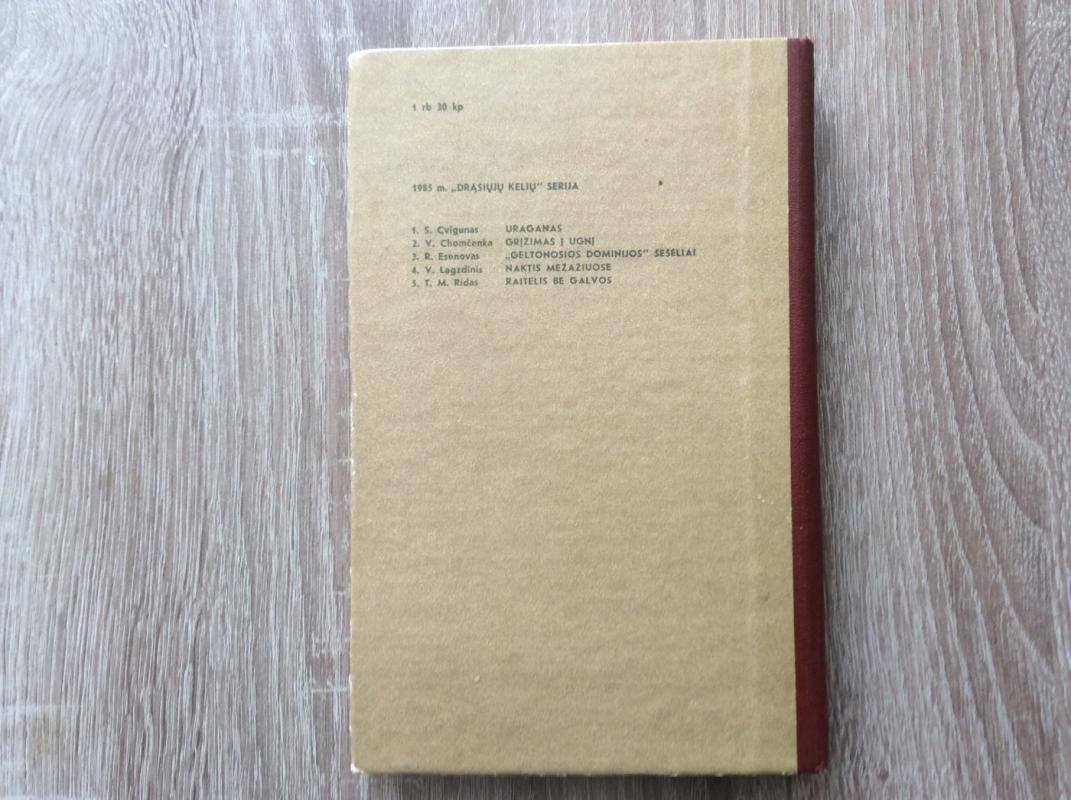 1 rb 30 kp
1985 m. „DRĄSIŲJŲ KELIŲ" SERIJA
1. S. Cvigunas URAGANAS
2. V. Chomčenka GRĮŽIMAS Į UGNĮ
3. R. Esenovas „GELTONOSIOS DOMINIJOS" ŠEŠĖLIAI
4. V. Lagzdinis NAKTIS MEŽAŽIUOSE
5. T. M. Ridas RAITELIS BE GALVOS